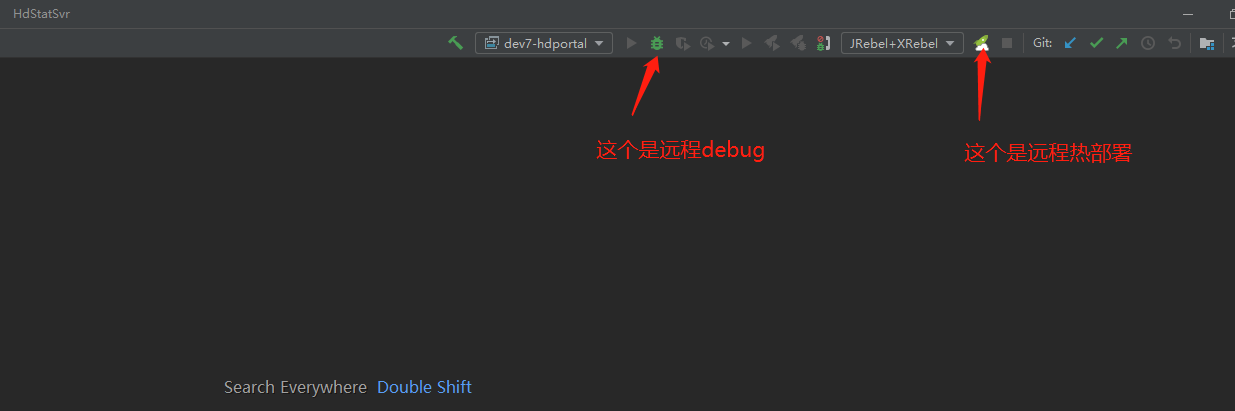 HdStatSvr
dev7-hdportal
JRebel+XRebel
Git:
这个是远程debug
这个是远程热部署
Search Everywhere Double Shift